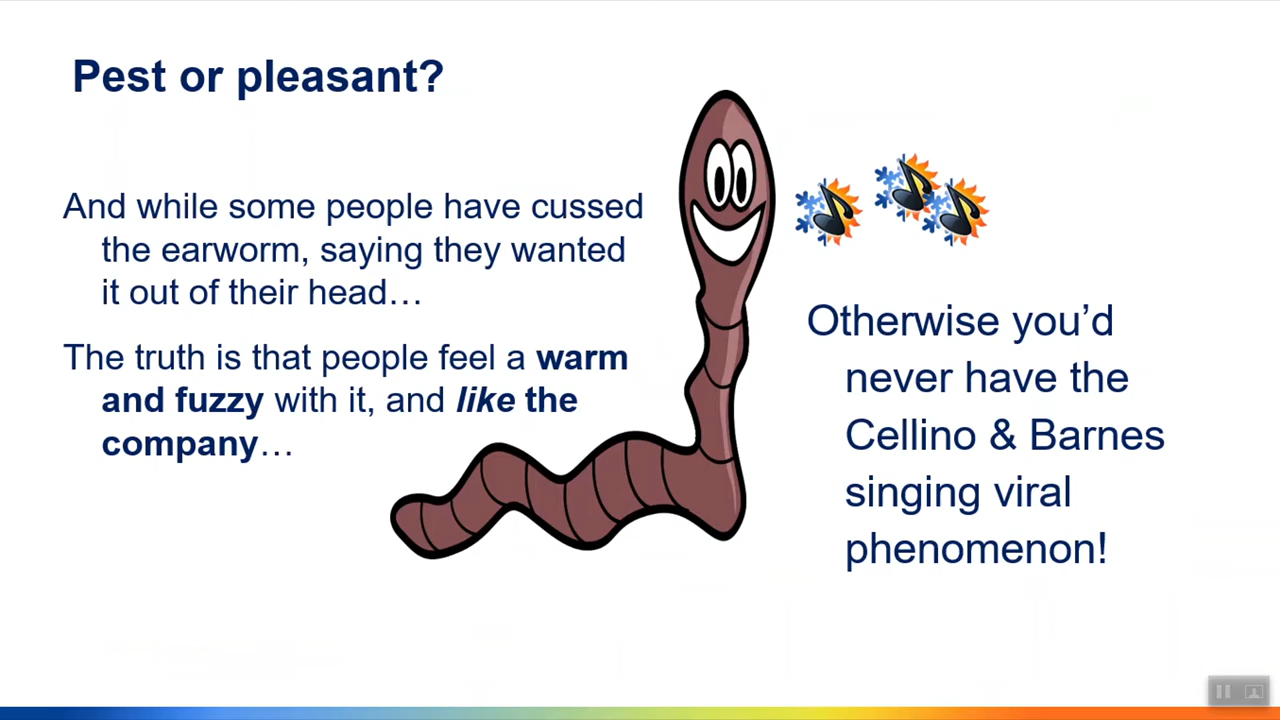 Pest or pleasant?
And while some people have cussed
the earworm, saying they wanted
it out of their head…
The truth is that people feel a warm
and fuzzy with it, and like the
company…
Otherwise you’d
never have the
Cellino & Barnes
singing viral
phenomenon!